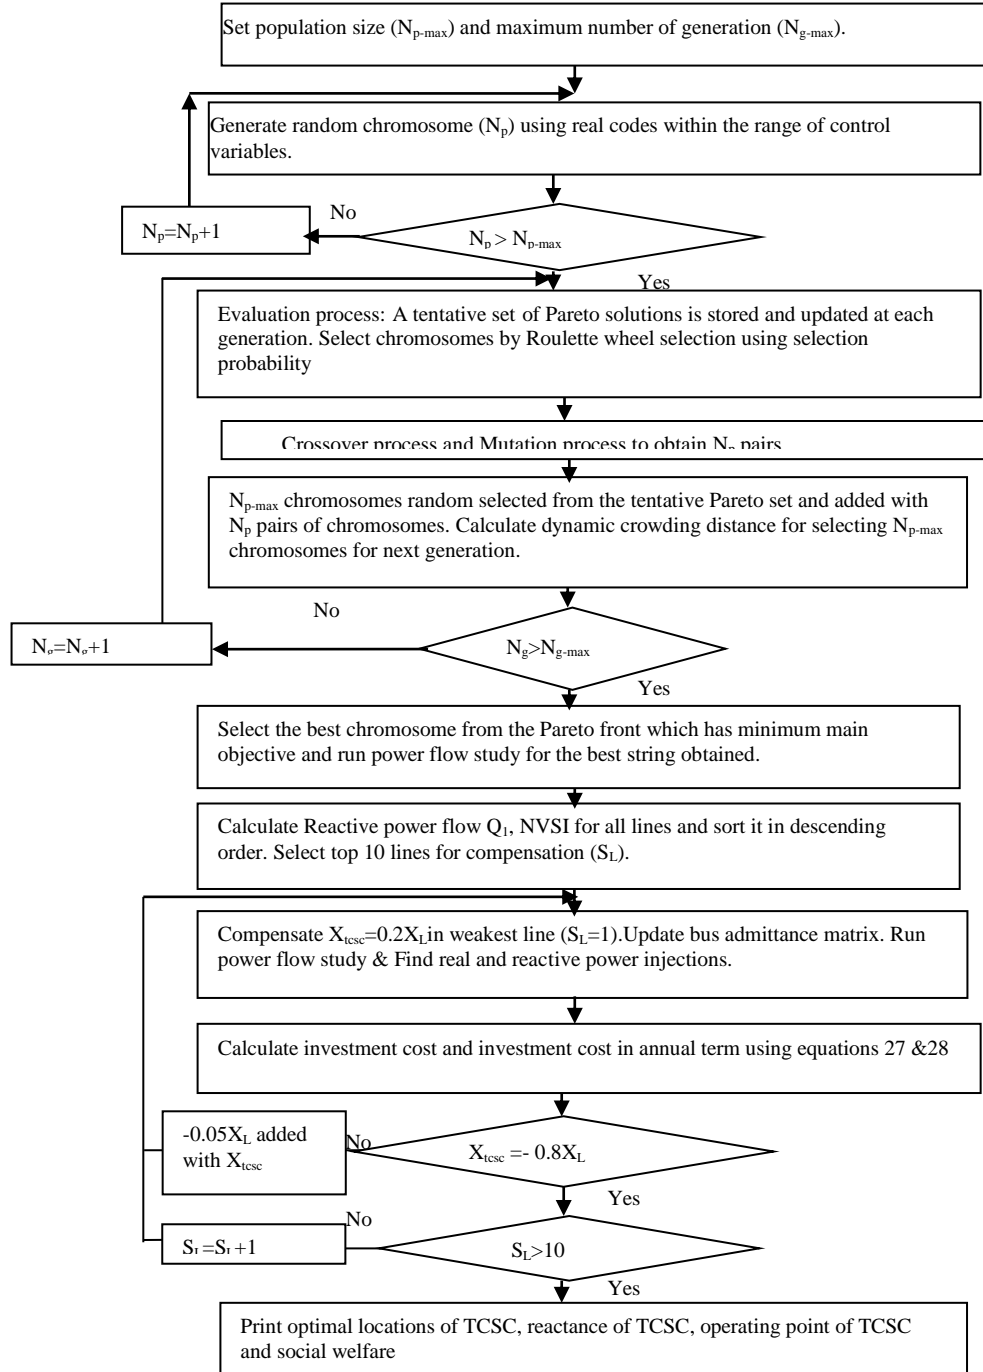 Set population size (Np-max) and maximum number of generation (Ng-max).
Generate random chromosome (Np) using real codes within the range of control
variables.
No
Np=Np+1
Np > Np-max
Yes
Evaluation process: A tentative set of Pareto solutions is stored and updated at each
generation. Select chromosomes by Roulette wheel selection using selection
probability
Crossover process and Mutation process to obtain Np pairs
Np-max chromosomes random selected from the tentative Pareto set and added with
Np pairs of chromosomes. Calculate dynamic crowding distance for selecting Np-max
chromosomes for next generation.
No
Ng=Ng+1
Ng>Ng-max
Yes
Select the best chromosome from the Pareto front which has minimum main
objective and run power flow study for the best string obtained.
Calculate Reactive power flow Q1, NVSI for all lines and sort it in descending
order. Select top 10 lines for compensation (SL).
Compensate Xtcsc=0.2XLin weakest line (SL=1).Update bus admittance matrix. Run
power flow study & Find real and reactive power injections.
Calculate investment cost and investment cost in annual term using equations 27 &28
-0.05XL added
with Xtcsc
No
Xtcsc =- 0.8XL
Yes
No
SL=SL+1
SL>10
Yes
Print optimal locations of TCSC, reactance of TCSC, operating point of TCSC
and social welfare